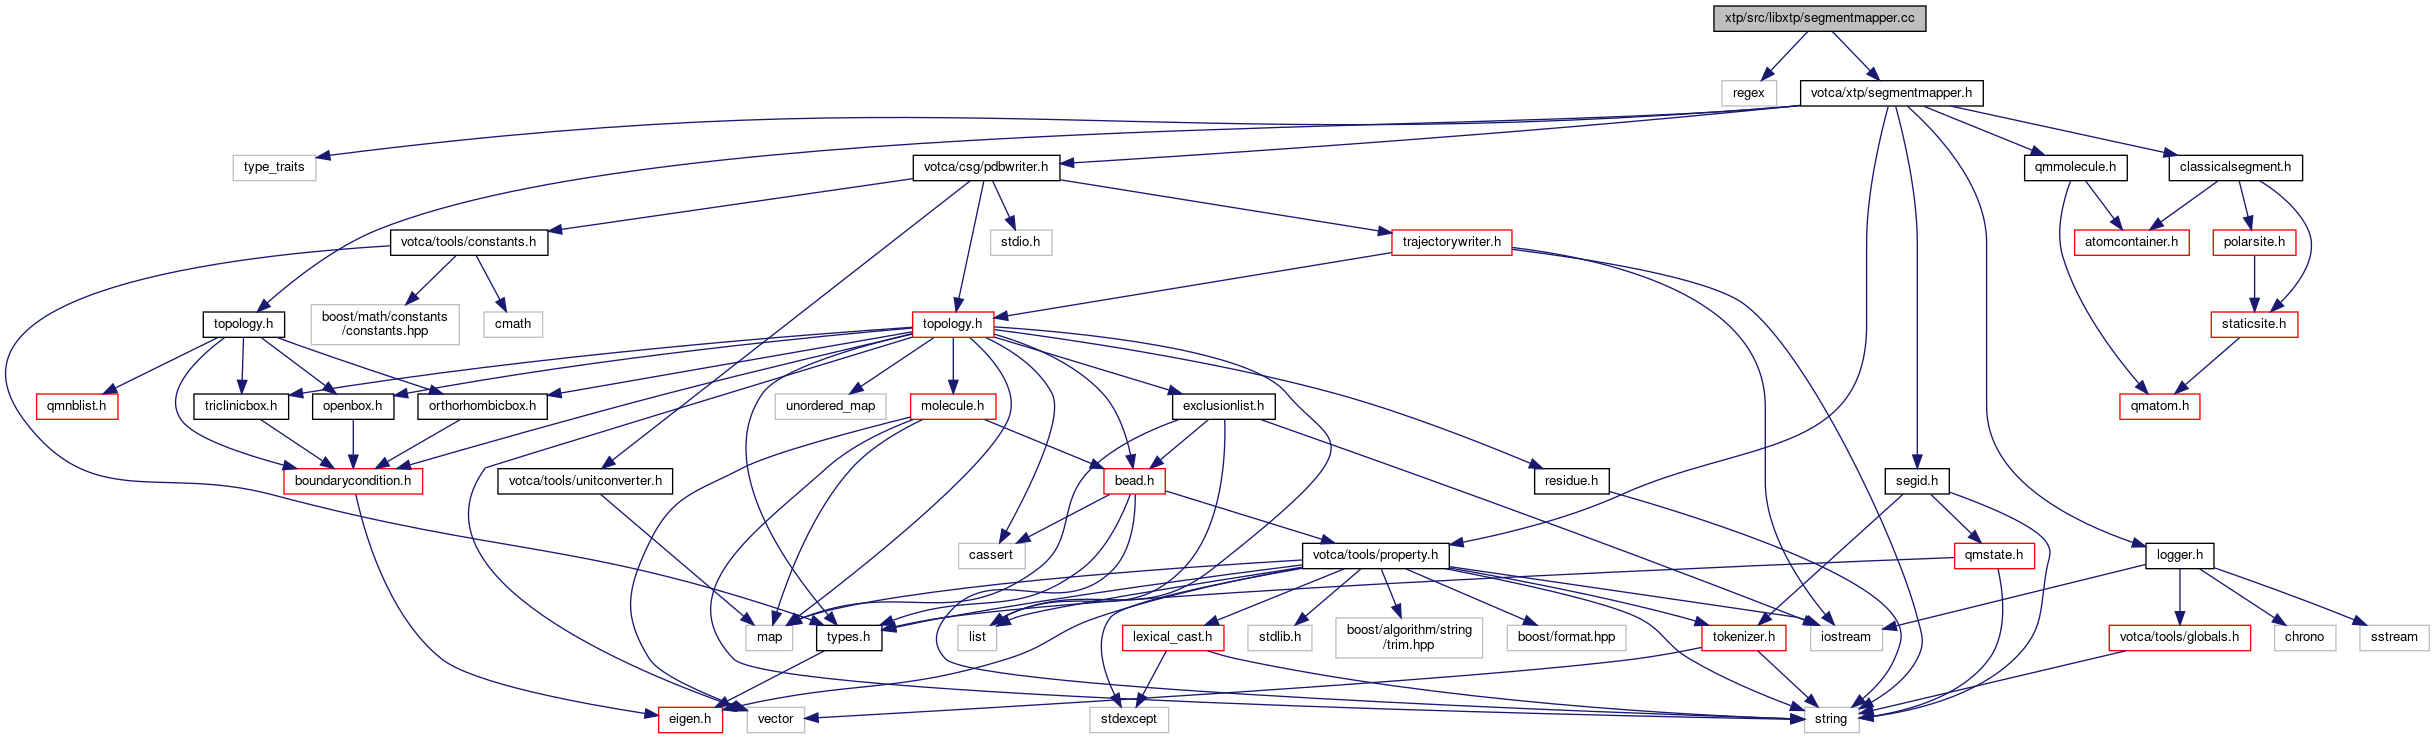 xtp/src/libxtp/segmentmapper.cc
regex
votca/xtp/segmentmapper.h
type_traits
votca/csg/pdbwriter.h
qmmolecule.h
classicalsegment.h
votca/tools/constants.h
stdio.h
trajectorywriter.h
atomcontainer.h
polarsite.h
boost/math/constants
/constants.hpp
cmath
topology.h
topology.h
staticsite.h
qmnblist.h
triclinicbox.h
openbox.h
orthorhombicbox.h
unordered_map
molecule.h
exclusionlist.h
qmatom.h
boundarycondition.h
votca/tools/unitconverter.h
bead.h
residue.h
segid.h
cassert
votca/tools/property.h
qmstate.h
logger.h
map
types.h
list
lexical_cast.h
stdlib.h
boost/algorithm/string
/trim.hpp
boost/format.hpp
tokenizer.h
iostream
votca/tools/globals.h
chrono
sstream
eigen.h
vector
stdexcept
string